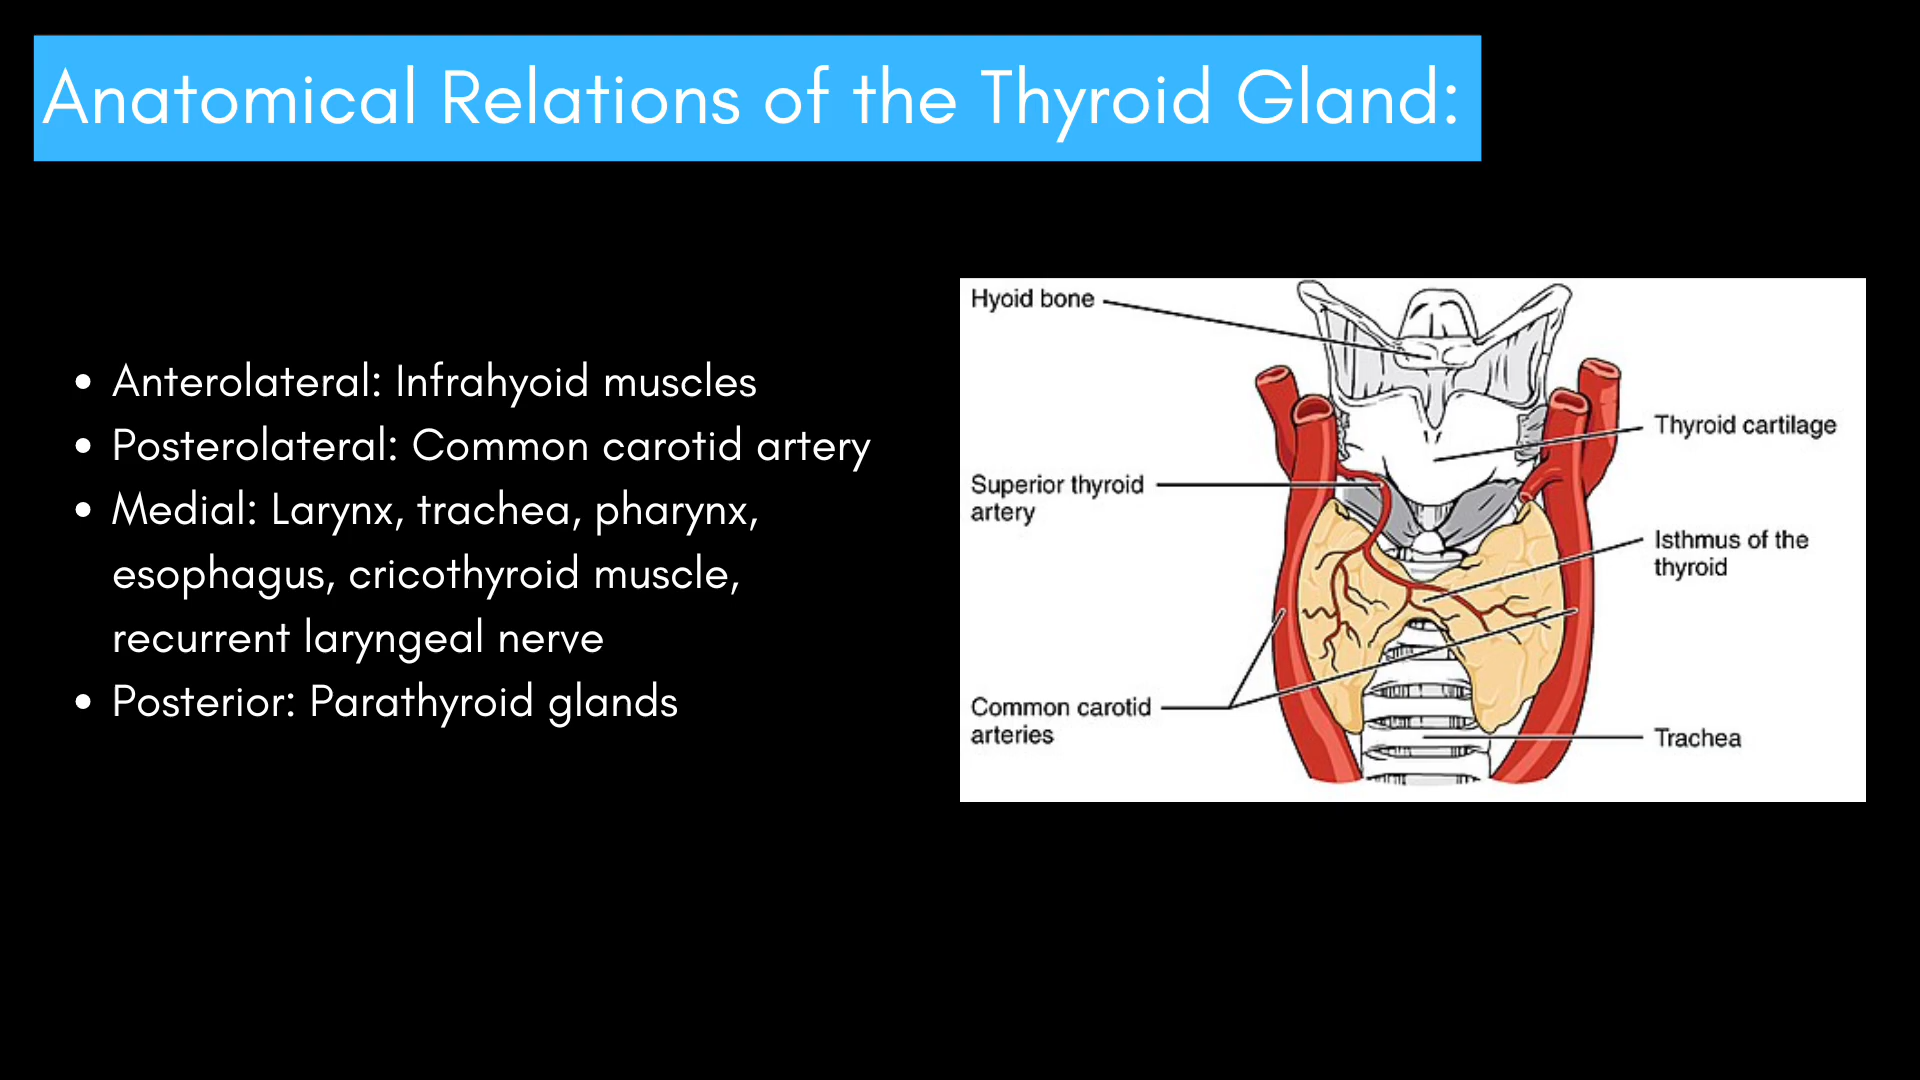 Anatomical Relations of the Thyroid Gland:
• Anterolateral: Infrahyoid muscles
• Posterolateral: Common carotid artery
• Medial: Larynx, trachea, pharynx,
esophagus, cricothyroid muscle,
recurrent laryngeal nerve
• Posterior: Parathyroid glands
Hyoid bone
Thyroid cartilage
Superior thyroid
artery
Isthmus of the
thyroid
Common carotid
arteries
Trachea